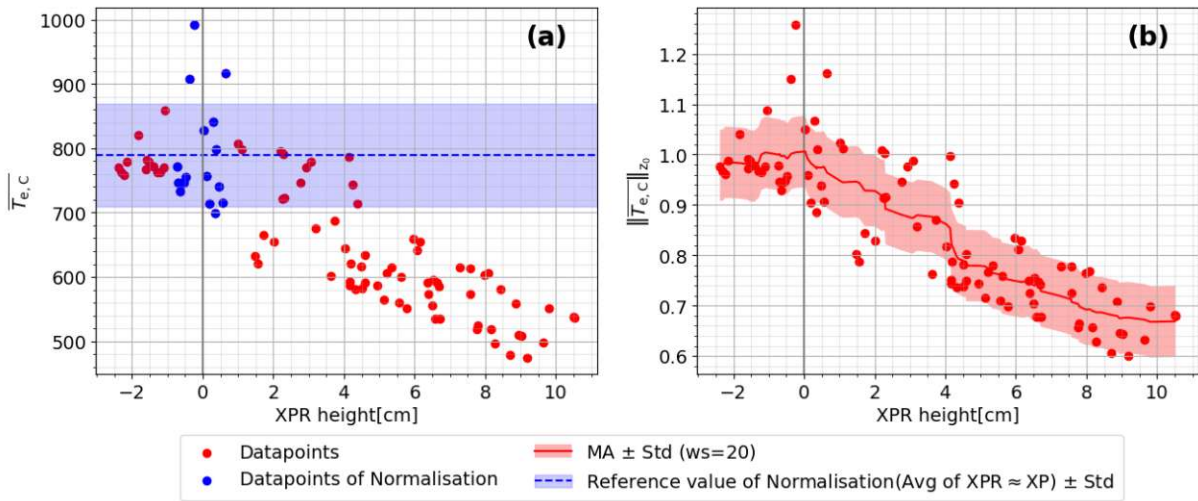 (a)
1000
900
800
700
600
500
T̅e, C
−2 0 2 4 6 8 10
XPR height[cm]
(b)
1.2
1.1
1.0
0.9
0.8
0.7
0.6
‖T̅e, C‖z0
−2 0 2 4 6 8 10
XPR height[cm]
Datapoints
Datapoints of Normalisation
MA ± Std (ws=20)
Reference value of Normalisation(Avg of XPR ≈ XP) ± Std